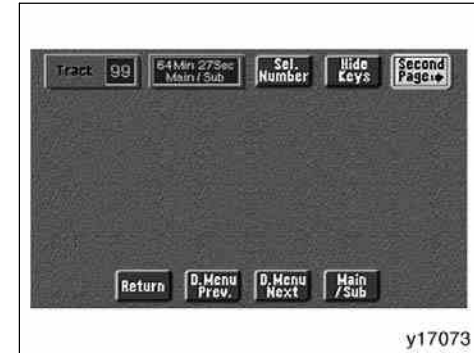 Track 99
64Min 27Sec
Main / Sub
Sel.
Number
Hide
Keys
Second
Page
Return
D.Menu
Prev.
D.Menu
Next
Main
/Sub
y17073